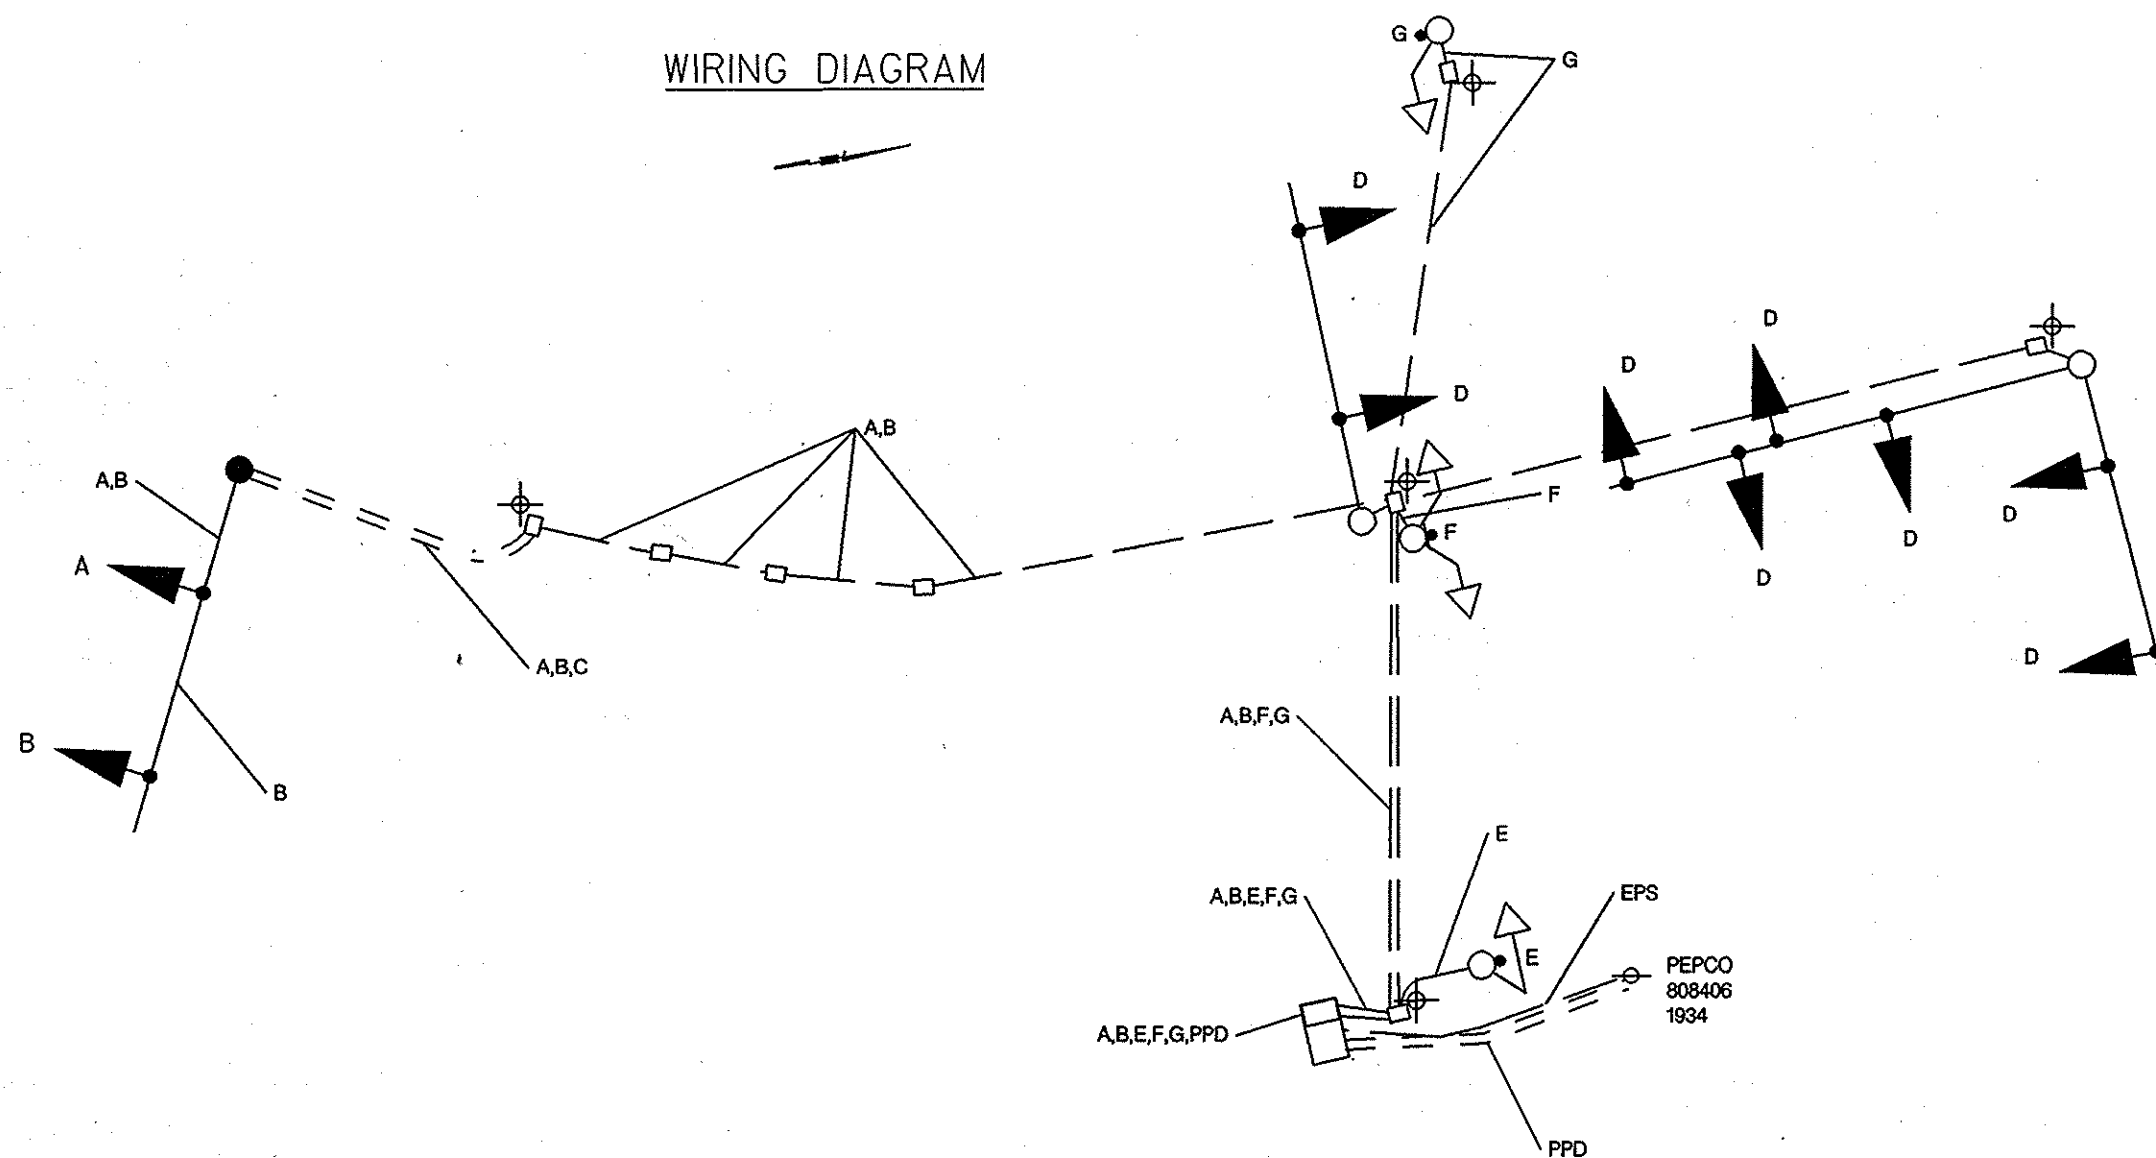 WIRING DIAGRAM
G
G
D
D
D
D
A,B
A,B
F
F
D
D
D
A
D
A,B,C
D
A,B,F,G
B
B
E
A,B,E,F,G
EPS
E
PEPCO
808406
1934
A,B,E,F,G,PPD
PPD